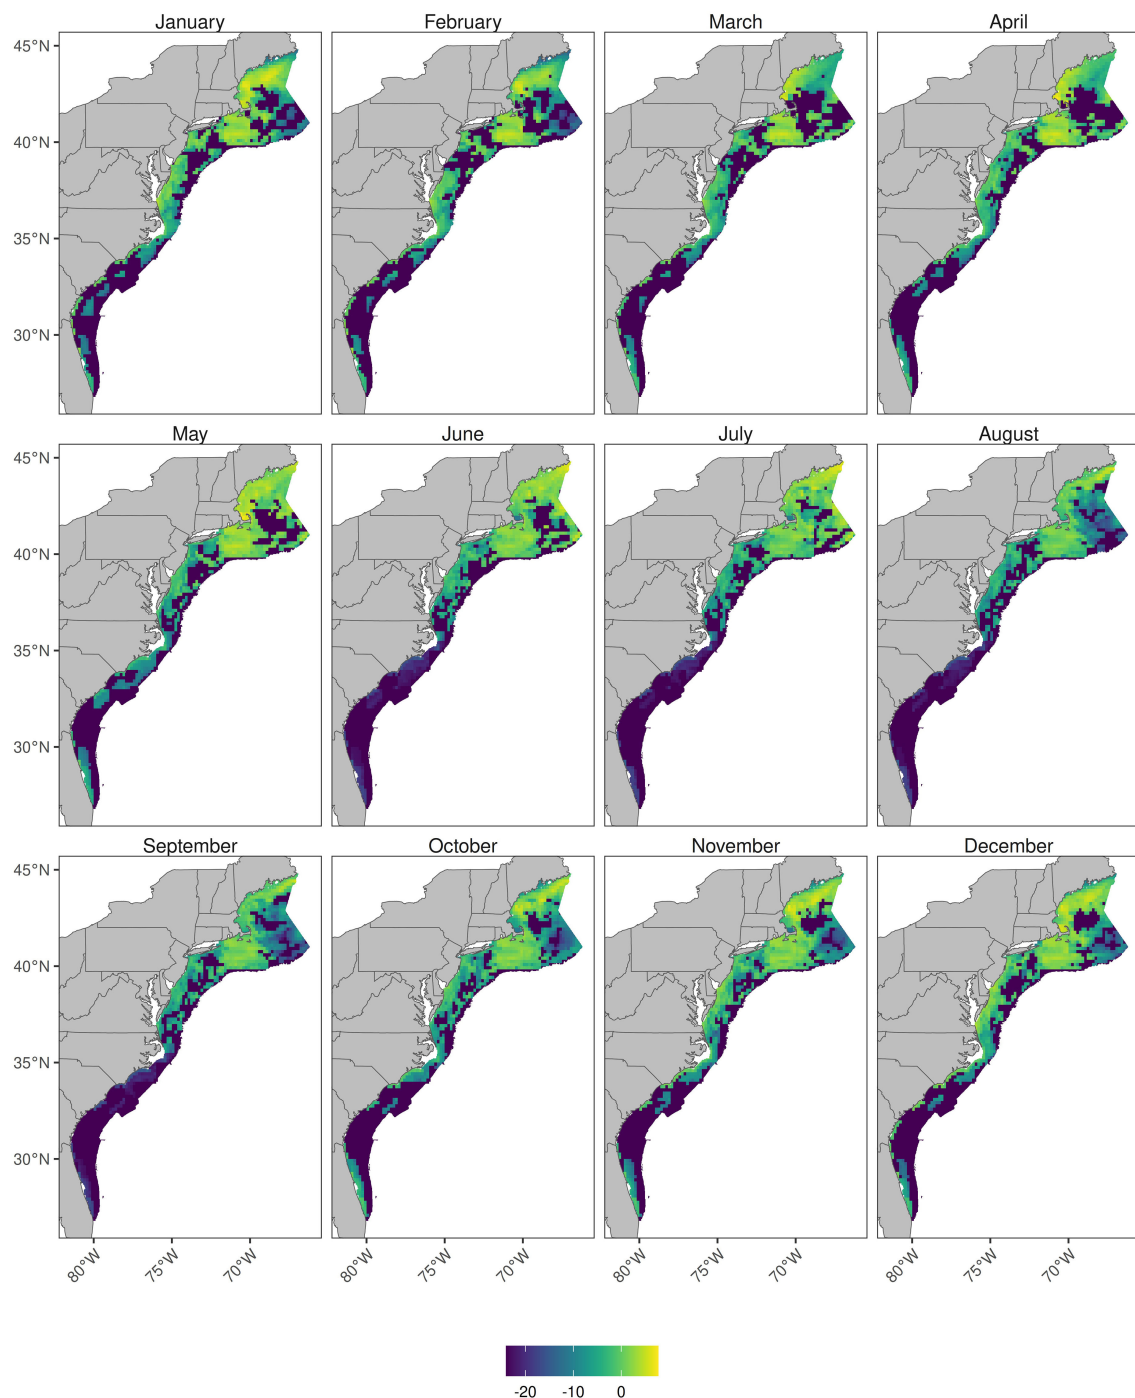 January February March April
45°N
40°N
35°N
30°N
May June July August
45°N
40°N
35°N
30°N
September October November December
45°N
40°N
35°N
30°N
80°W 75°W 70°W 80°W 75°W 70°W 80°W 75°W 70°W 80°W 75°W 70°W
-20 -10 0